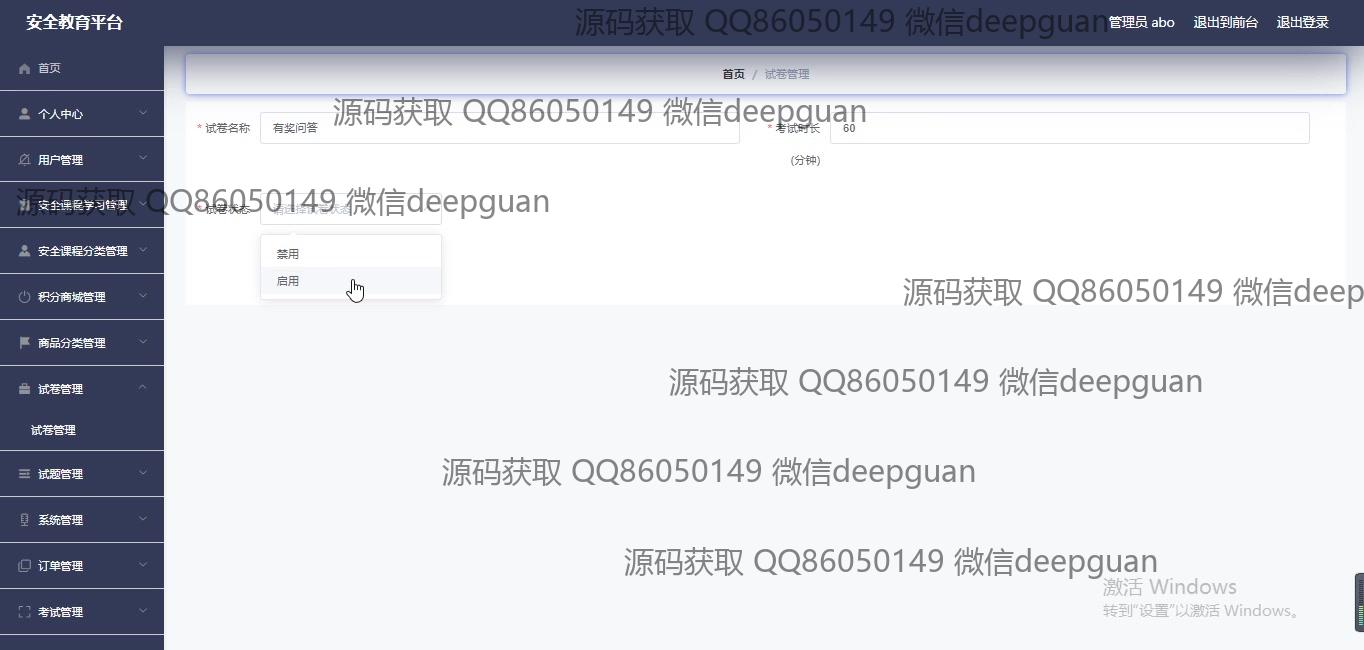 安全教育平台
源码获取 QQ86050149 微信deepguan
管理员 abo 退出到前台 退出登录
首页
首页 / 试卷管理
个人中心
源码获取 QQ86050149 微信deepguan
* 试卷名称 有奖问答
* 考试时长 60
(分钟)
用户管理
源码获取 QQ86050149 微信deepguan
安全课程学习管理
* 试卷状态 请选择试卷状态
安全课程分类管理
禁用
启用
源码获取 QQ86050149 微信deep
积分商城管理
商品分类管理
试卷管理
源码获取 QQ86050149 微信deepguan
试卷管理
试题管理
源码获取 QQ86050149 微信deepguan
系统管理
订单管理
源码获取 QQ86050149 微信deepguan
激活 Windows
转到“设置”以激活 Windows。
考试管理